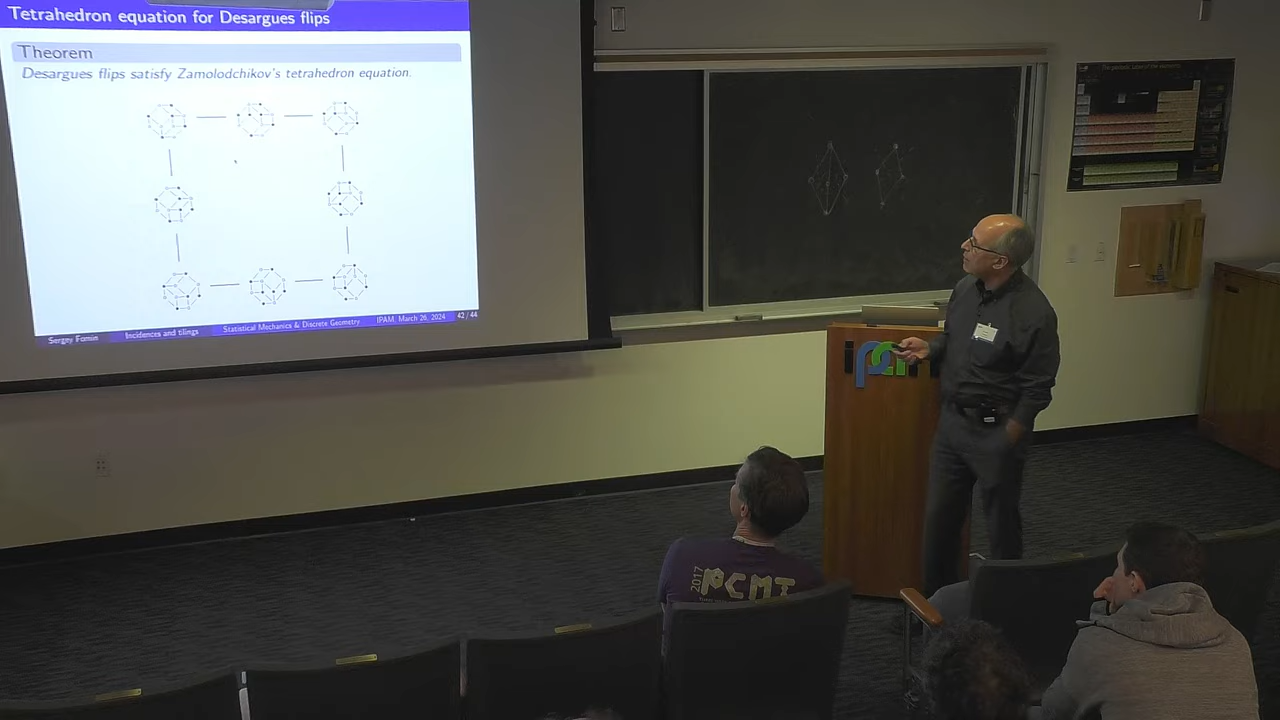 Tetrahedron equation for Desargues flips
Theorem
Desargues flips satisfy Zamolodchikov's tetrahedron equation.
Sergey Fomin Incidences and tilings Statistical Mechanics & Discrete Geometry IPAM, March 26, 2024 42 / 44
ipam
2017
PCMI